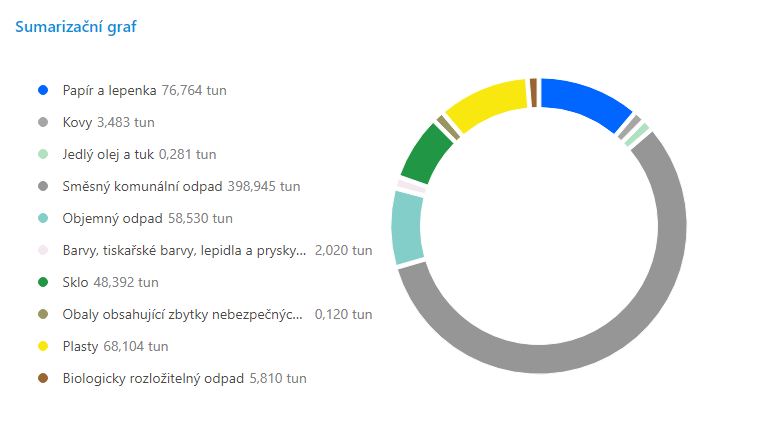 Sumarizační graf
Papír a lepenka 76,764 tun
Kovy 3,483 tun
Jedlý olej a tuk 0,281 tun
Směsný komunální odpad 398,945 tun
Objemný odpad 58,530 tun
Barvy, tiskařské barvy, lepidla a prysky... 2,020 tun
Sklo 48,392 tun
Obaly obsahující zbytky nebezpečnýc... 0,120 tun
Plasty 68,104 tun
Biologicky rozložitelný odpad 5,810 tun